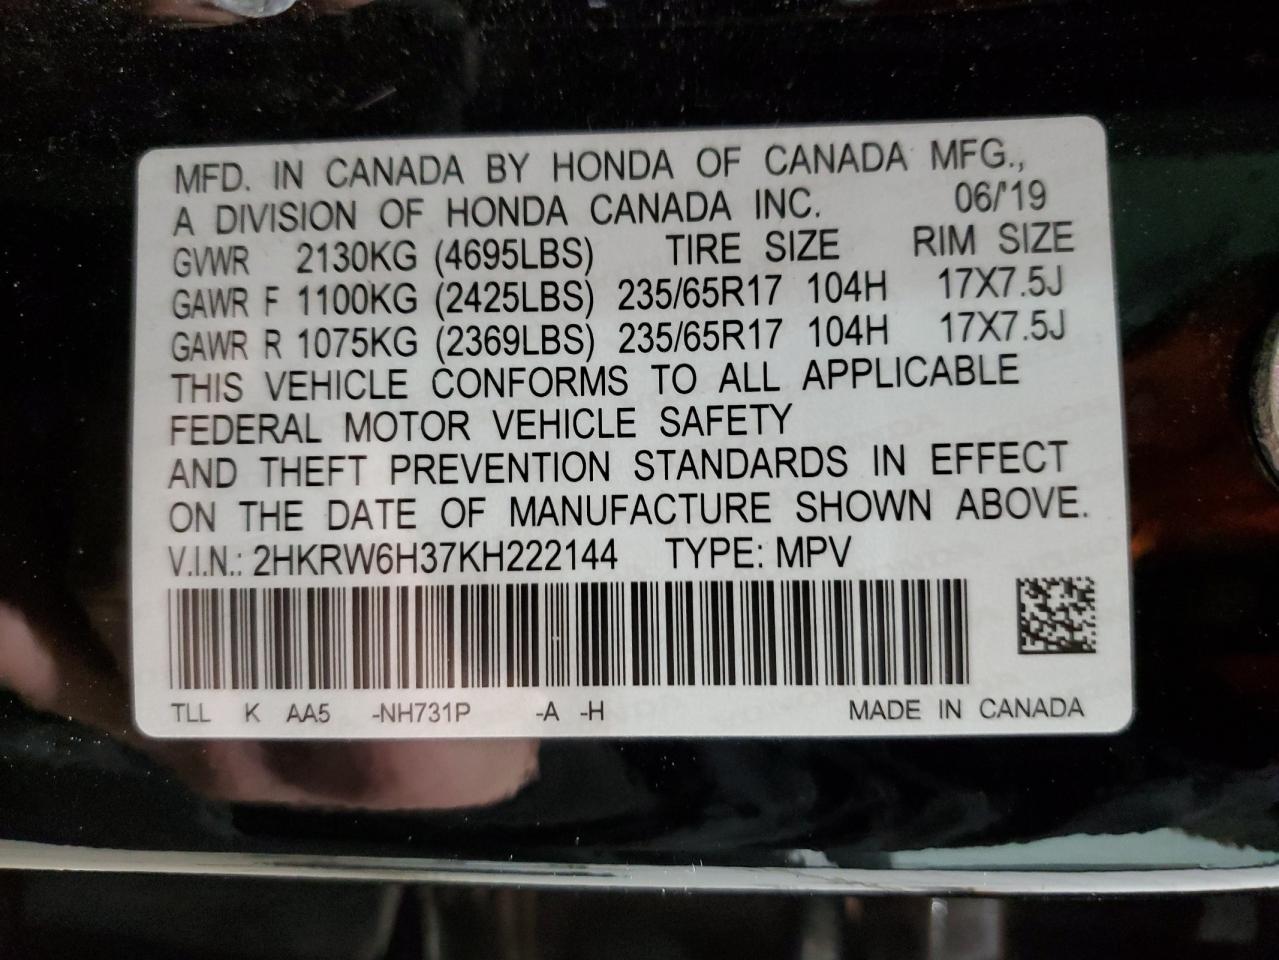 MFD. IN CANADA BY HONDA OF CANADA MFG.,
A DIVISION OF HONDA CANADA INC. 06/'19
GVWR 2130KG (4695LBS) TIRE SIZE RIM SIZE
GAWR F 1100KG (2425LBS) 235/65R17 104H 17X7.5J
GAWR R 1075KG (2369LBS) 235/65R17 104H 17X7.5J
THIS VEHICLE CONFORMS TO ALL APPLICABLE
FEDERAL MOTOR VEHICLE SAFETY
AND THEFT PREVENTION STANDARDS IN EFFECT
ON THE DATE OF MANUFACTURE SHOWN ABOVE.
V.I.N.: 2HKRW6H37KH222144 TYPE: MPV
TLL K AA5 -NH731P -A -H MADE IN CANADA